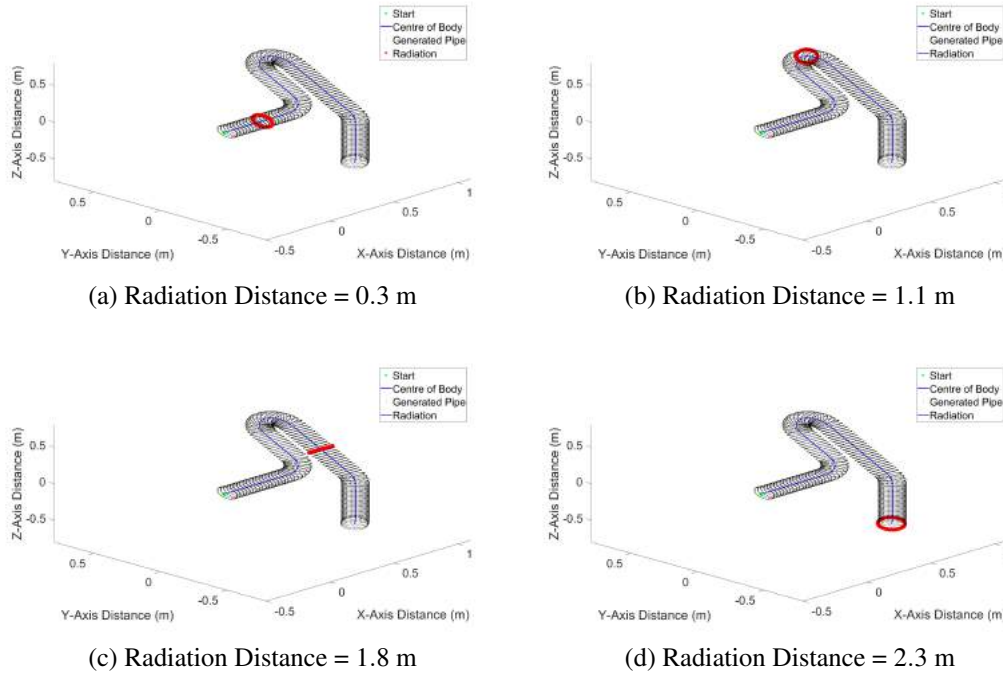 Start
Centre of Body
Generated Pipe
Radiation
Z-Axis Distance (m)
0.5
0
-0.5
0.5
0
-0.5
Y-Axis Distance (m)
-0.5
0
0.5
1
X-Axis Distance (m)
(a) Radiation Distance = 0.3 m
Start
Centre of Body
Generated Pipe
Radiation
Z-Axis Distance (m)
0.5
0
-0.5
0.5
0
-0.5
Y-Axis Distance (m)
-0.5
0
0.5
X-Axis Distance (m)
(b) Radiation Distance = 1.1 m
Start
Centre of Body
Generated Pipe
Radiation
Z-Axis Distance (m)
0.5
0
-0.5
0.5
0
-0.5
Y-Axis Distance (m)
-0.5
0
0.5
1
X-Axis Distance (m)
(c) Radiation Distance = 1.8 m
Start
Centre of Body
Generated Pipe
Radiation
Z-Axis Distance (m)
0.5
0
-0.5
0.5
0
-0.5
Y-Axis Distance (m)
-0.5
0
0.5
X-Axis Distance (m)
(d) Radiation Distance = 2.3 m